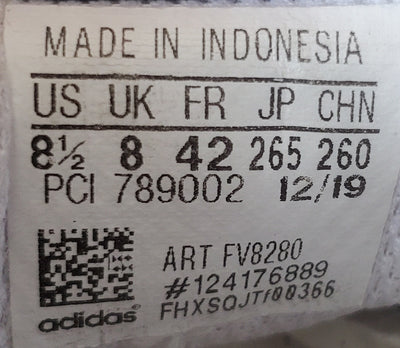 MADE IN INDONESIA
US UK FR JP CHN
8½ 8 42 265 260
PCI 789002 12/19
ART FV8280
#124176889
FHXSQJTf00366
adidas